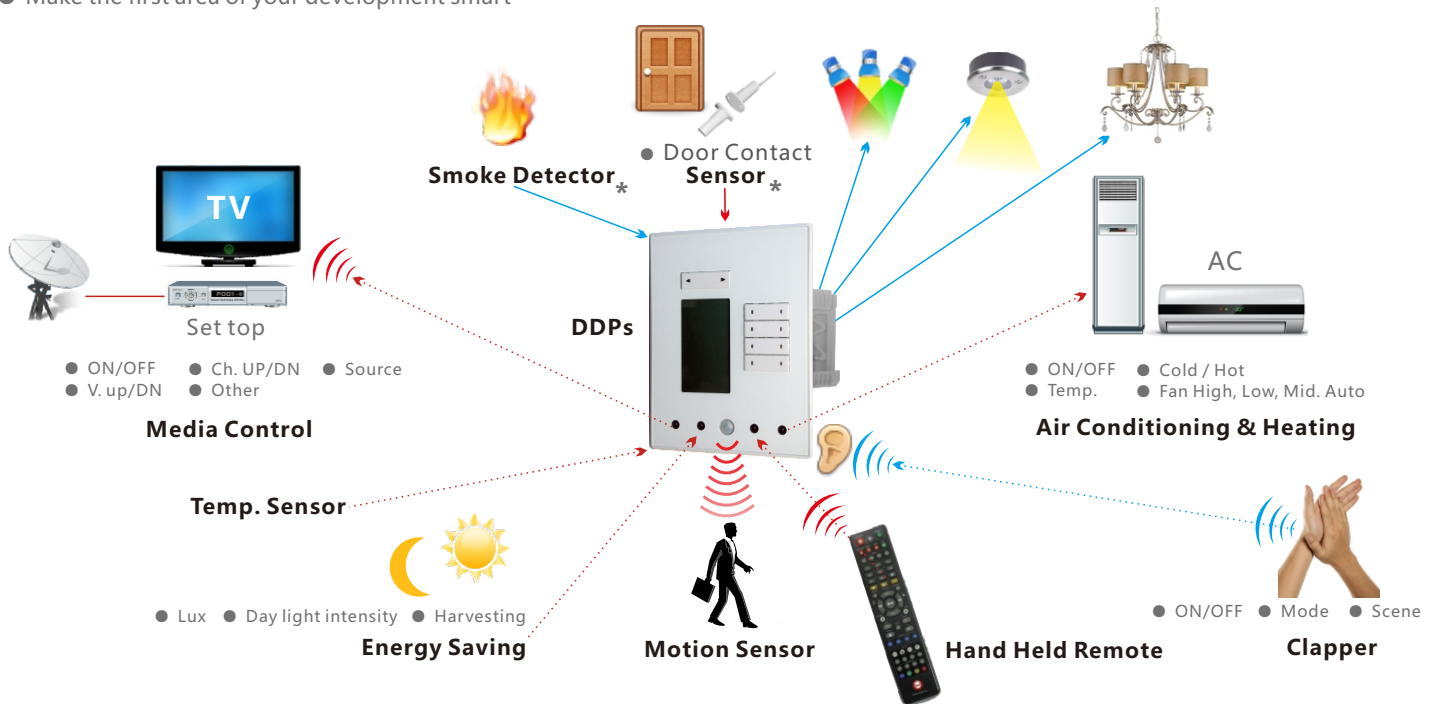 ● Make the first area of your development smart
● Door Contact
Smoke Detector* Sensor*
TV
AC
DDPs
Set top
● ON/OFF ● Ch. UP/DN ● Source
● V. up/DN ● Other
Media Control
● ON/OFF ● Cold / Hot
● Temp. ● Fan High, Low, Mid. Auto
Air Conditioning & Heating
Temp. Sensor
● Lux ● Day light intensity ● Harvesting
Energy Saving
Motion Sensor
Hand Held Remote
● ON/OFF ● Mode ● Scene
Clapper